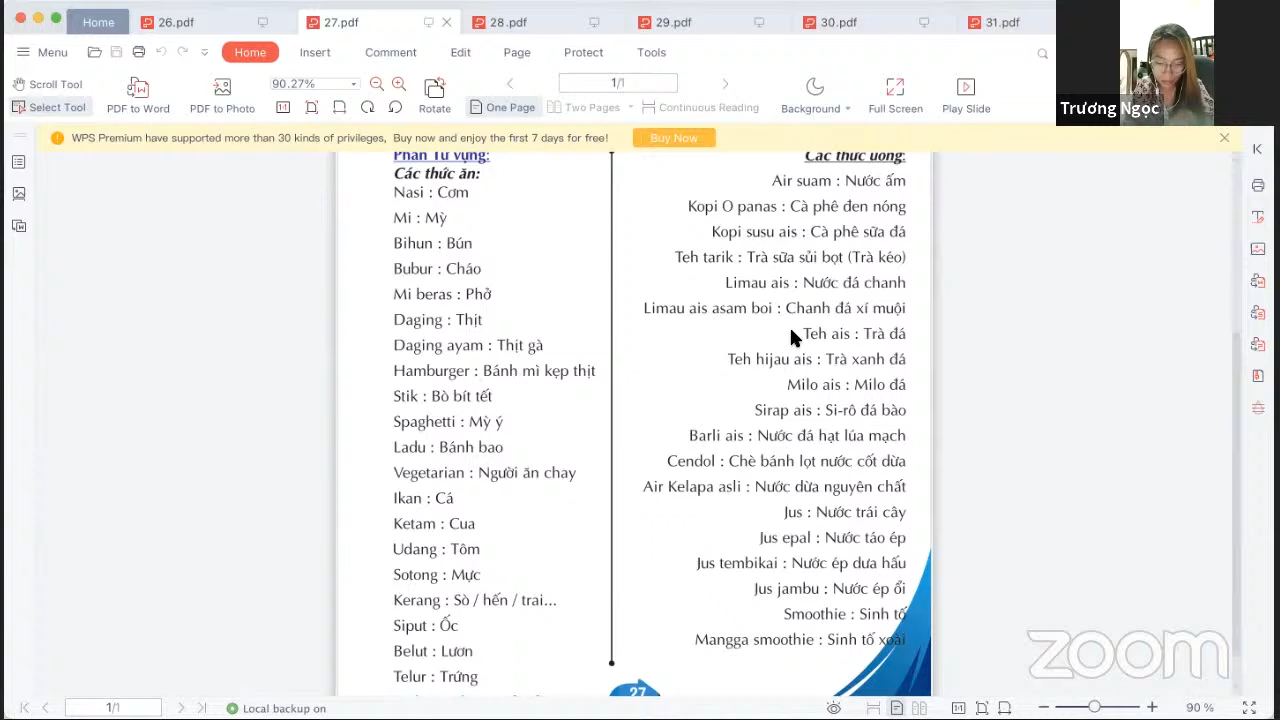 Home
26.pdf
27.pdf
28.pdf
29.pdf
30.pdf
31.pdf
Menu
Home
Insert
Comment
Edit
Page
Protect
Tools
Scroll Tool
Select Tool
PDF to Word
PDF to Photo
90.27%
Rotate
1/1
One Page
Two Pages
Continuous Reading
Background
Full Screen
Play Slide
Trương Ngọc
WPS Premium have supported more than 30 kinds of privileges, Buy now and enjoy the first 7 days for free!
Buy Now
Phần Từ vựng:
Các thức ăn:
Nasi : Cơm
Mi : Mỳ
Bihun : Bún
Bubur : Cháo
Mi beras : Phở
Daging : Thịt
Daging ayam : Thịt gà
Hamburger : Bánh mì kẹp thịt
Stik : Bò bít tết
Spaghetti : Mỳ ý
Ladu : Bánh bao
Vegetarian : Người ăn chay
Ikan : Cá
Ketam : Cua
Udang : Tôm
Sotong : Mực
Kerang : Sò / hến / trai...
Siput : Ốc
Belut : Lươn
Telur : Trứng
Các thức uống:
Air suam : Nước ấm
Kopi O panas : Cà phê đen nóng
Kopi susu ais : Cà phê sữa đá
Teh tarik : Trà sữa sủi bọt (Trà kéo)
Limau ais : Nước đá chanh
Limau ais asam boi : Chanh đá xí muội
Teh ais : Trà đá
Teh hijau ais : Trà xanh đá
Milo ais : Milo đá
Sirap ais : Si-rô đá bào
Barli ais : Nước đá hạt lúa mạch
Cendol : Chè bánh lọt nước cốt dừa
Air Kelapa asli : Nước dừa nguyên chất
Jus : Nước trái cây
Jus epal : Nước táo ép
Jus tembikai : Nước ép dưa hấu
Jus jambu : Nước ép ổi
Smoothie : Sinh tố
Mangga smoothie : Sinh tố xoài
27
zoom
1/1
Local backup on
90 %